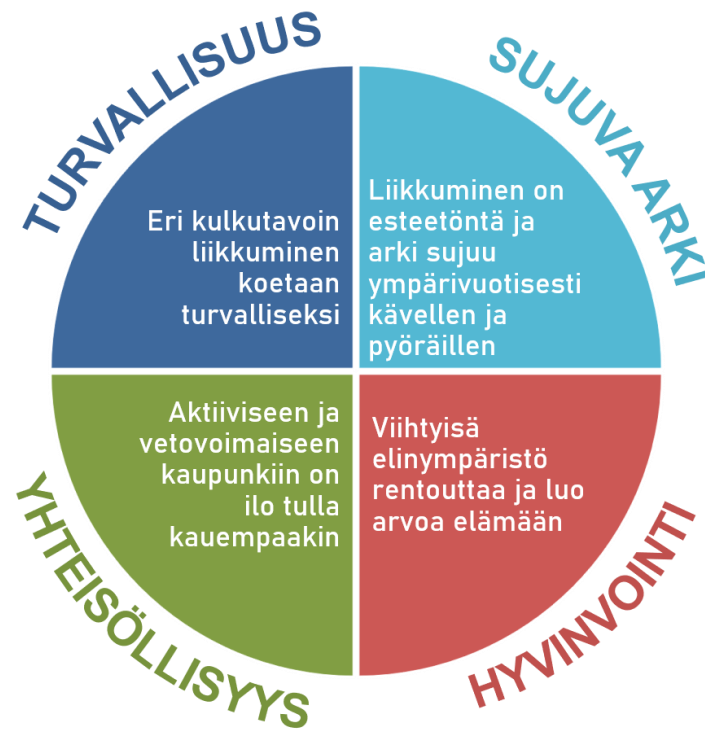 TURVALLISUUS
Eri kulkutavoin
liikkuminen
koetaan
turvalliseksi
SUJUVA ARKI
Liikkuminen on
esteetöntä ja
arki sujuu
ympärivuotisesti
kävellen ja
pyöräillen
YHTEISÖLLISYYS
Aktiiviseen ja
vetovoimaiseen
kaupunkiin on
ilo tulla
kauempaakin
HYVINVOINTI
Viihtyisä
elinympäristö
rentouttaa ja luo
arvoa elämään